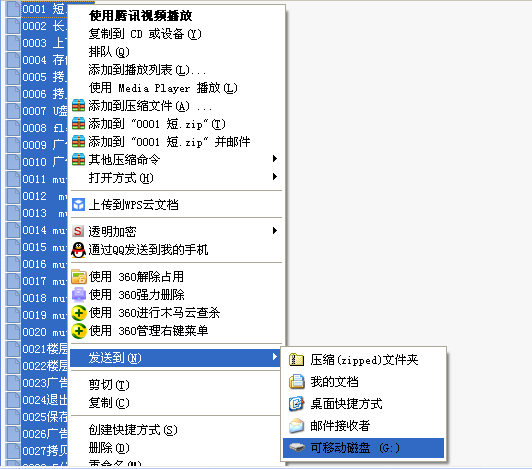 0001 短
0002 长
0003 上
0004 存
0005 拷
0006 拷
0007 U盘
0008
0009 广
0010 广
0011 mu
0012 m
0013 m
0014 mu
0015 mu
0016 mu
0017 mu
0018 mu
0019 mu
0020 mu
0021楼层
0022楼层
0023广告
0024退出
0025保存
0026广告
0027拷贝
使用腾讯视频播放
复制到 CD 或设备(Y)
排队(Q)
添加到播放列表(L)...
使用 Media Player 播放(L)
添加到压缩文件(A) ...
添加到 "0001 短.zip"(T)
添加到 "0001 短.zip" 并邮件
其他压缩命令
打开方式(H)
上传到WPS云文档
透明加密
通过QQ发送到我的手机
使用 360解除占用
使用 360强力删除
使用 360进行木马云查杀
使用 360管理右键菜单
发送到(N)
剪切(T)
复制(C)
创建快捷方式(S)
删除(D)
重命名(M)
压缩(zipped)文件夹
我的文档
桌面快捷方式
邮件接收者
可移动磁盘 (G:)